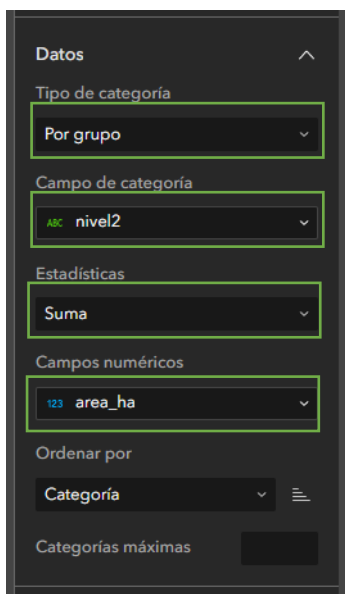 Datos
Tipo de categoría
Por grupo
Campo de categoría
ABC nivel2
Estadísticas
Suma
Campos numéricos
123 area_ha
Ordenar por
Categoría
Categorías máximas